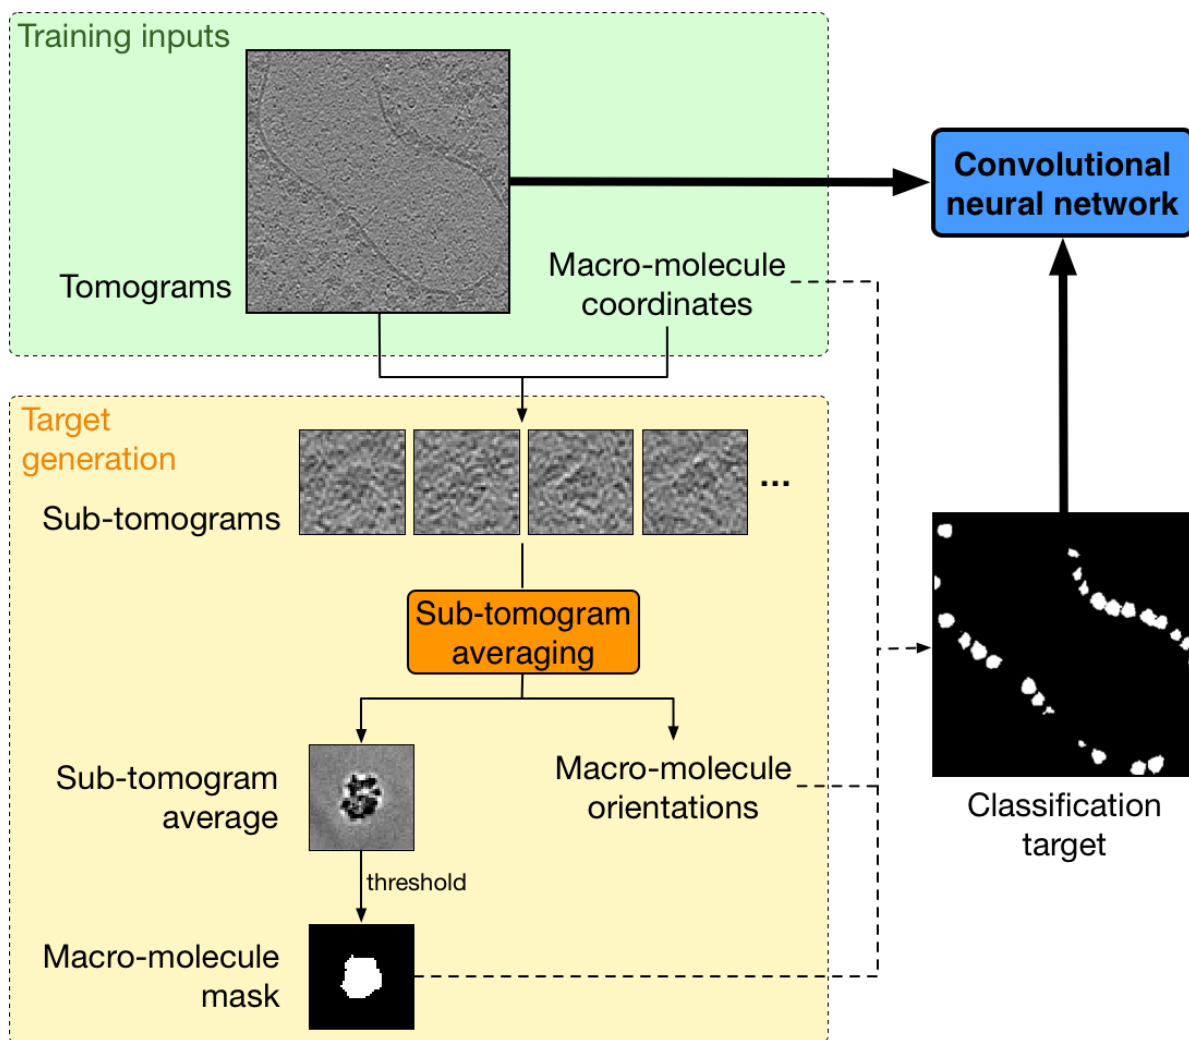 Training inputs
Convolutional
neural network
Tomograms
Macro-molecule
coordinates
Target
generation
Sub-tomograms
...
Sub-tomogram
averaging
Sub-tomogram
average
Macro-molecule
orientations
Classification
target
threshold
Macro-molecule
mask